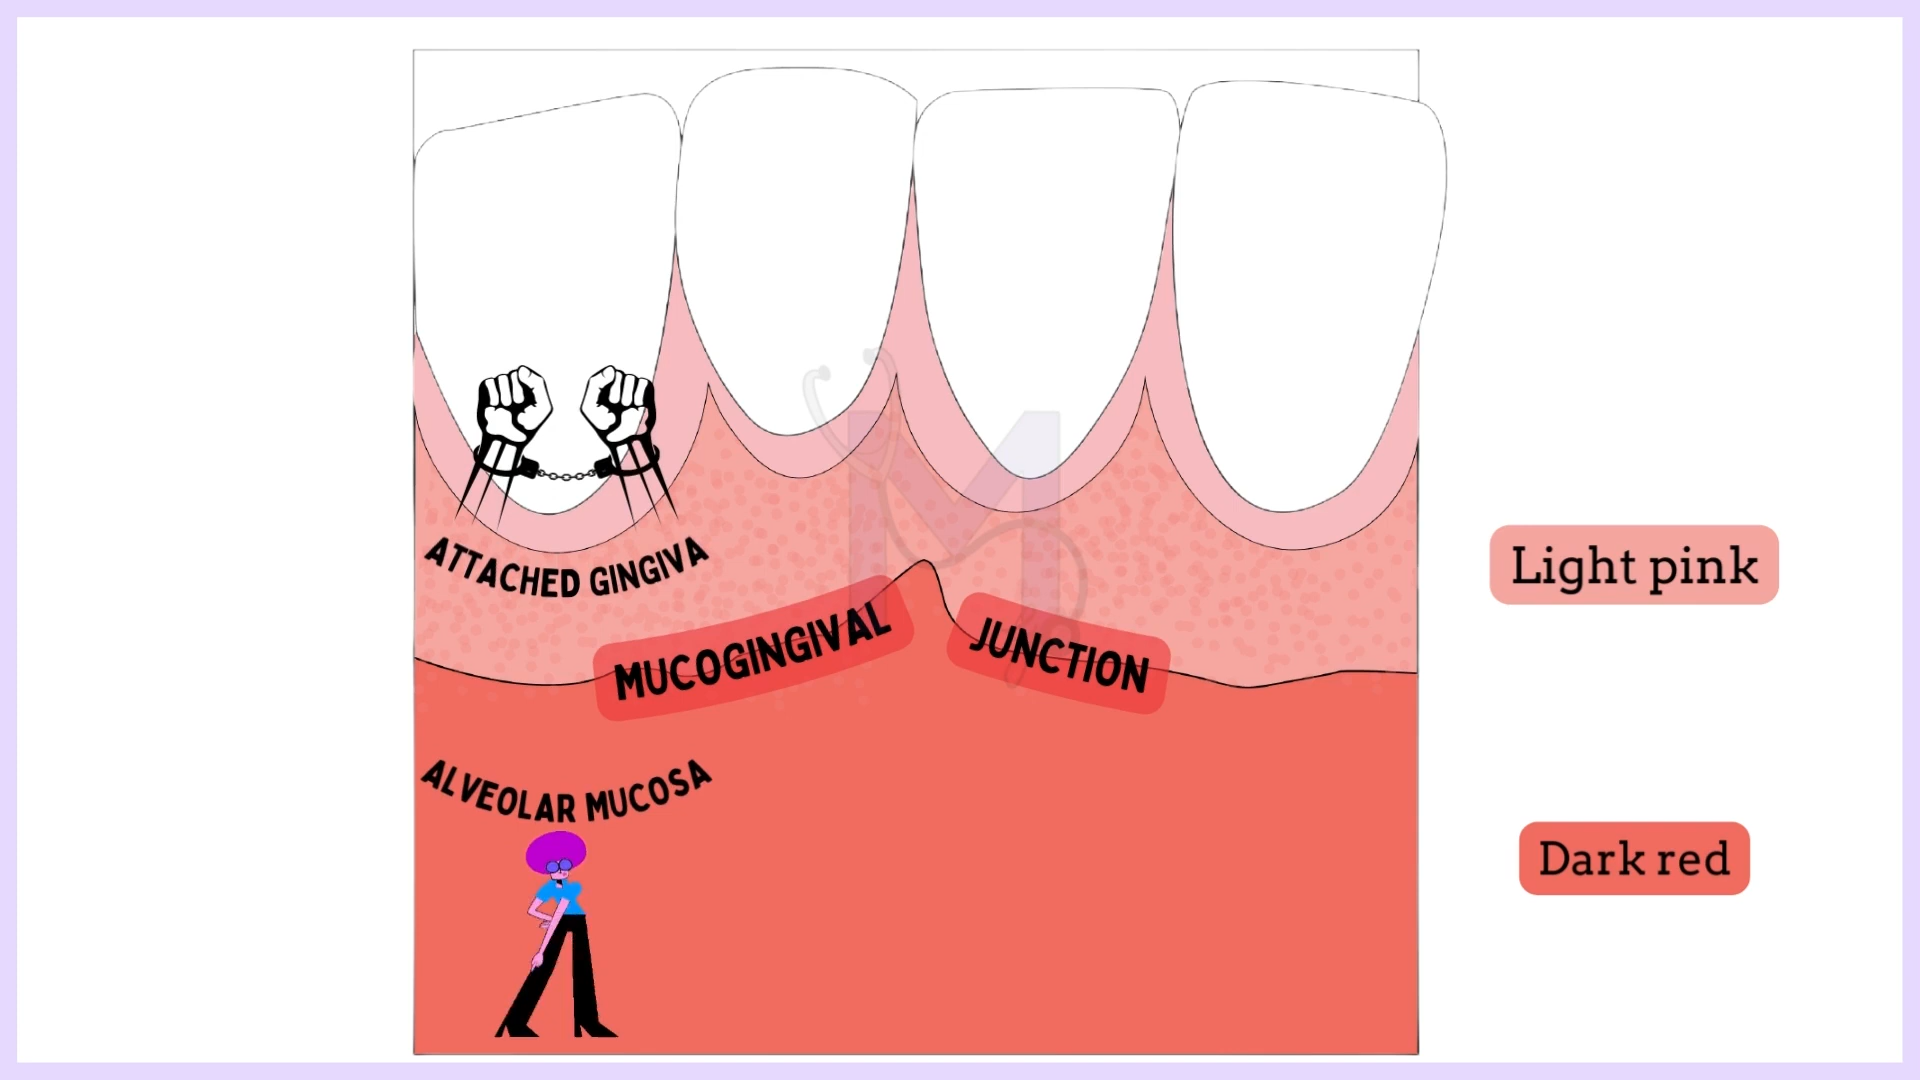 ATTACHED GINGIVA
Light pink
MUCOGINGIVAL JUNCTION
ALVEOLAR MUCOSA
Dark red